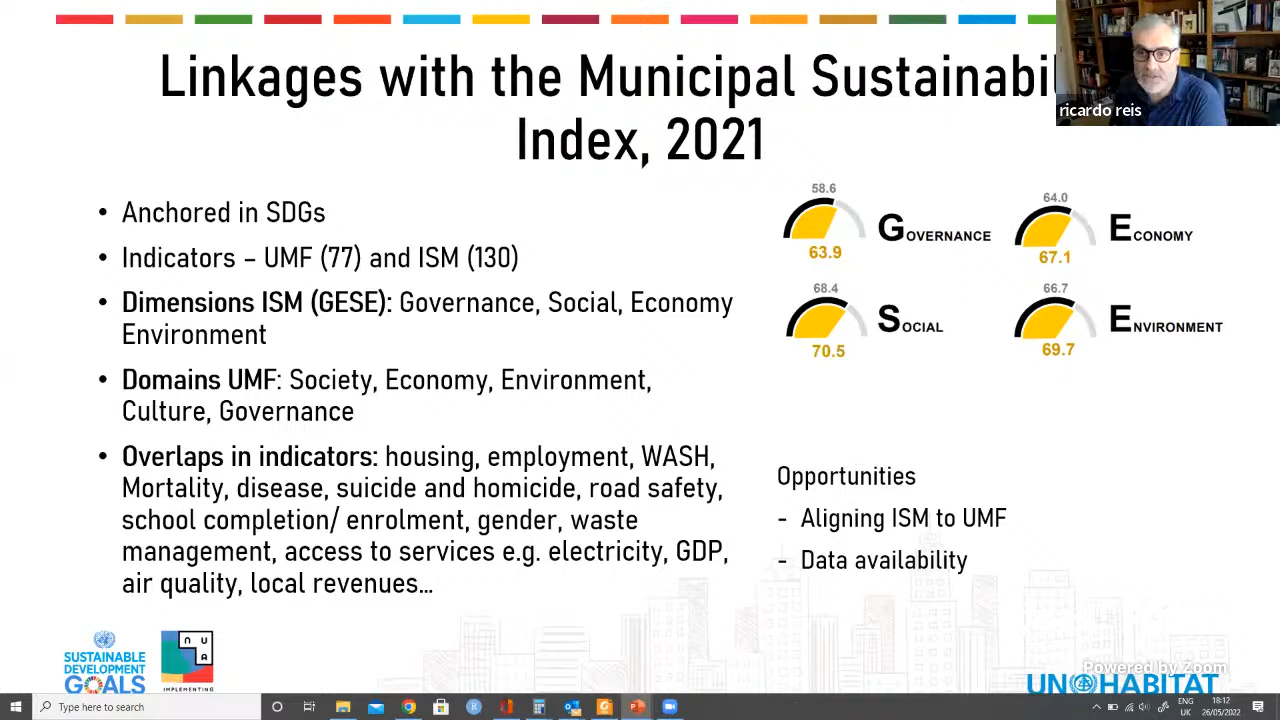 Linkages with the Municipal Sustainabil
Index, 2021
ricardo reis
• Anchored in SDGs
• Indicators – UMF (77) and ISM (130)
• Dimensions ISM (GESE): Governance, Social, Economy
Environment
• Domains UMF: Society, Economy, Environment,
Culture, Governance
• Overlaps in indicators: housing, employment, WASH,
Mortality, disease, suicide and homicide, road safety,
school completion/ enrolment, gender, waste
management, access to services e.g. electricity, GDP,
air quality, local revenues…
58.6
GOVERNANCE
63.9
64.0
ECONOMY
67.1
68.4
SOCIAL
70.5
66.7
ENVIRONMENT
69.7
Opportunities
- Aligning ISM to UMF
- Data availability
SUSTAINABLE
DEVELOPMENT
GOALS
N U
A
IMPLEMENTING
Powered by Zoom
UN HABITAT
Type here to search
ENG
UK
18:12
26/05/2022